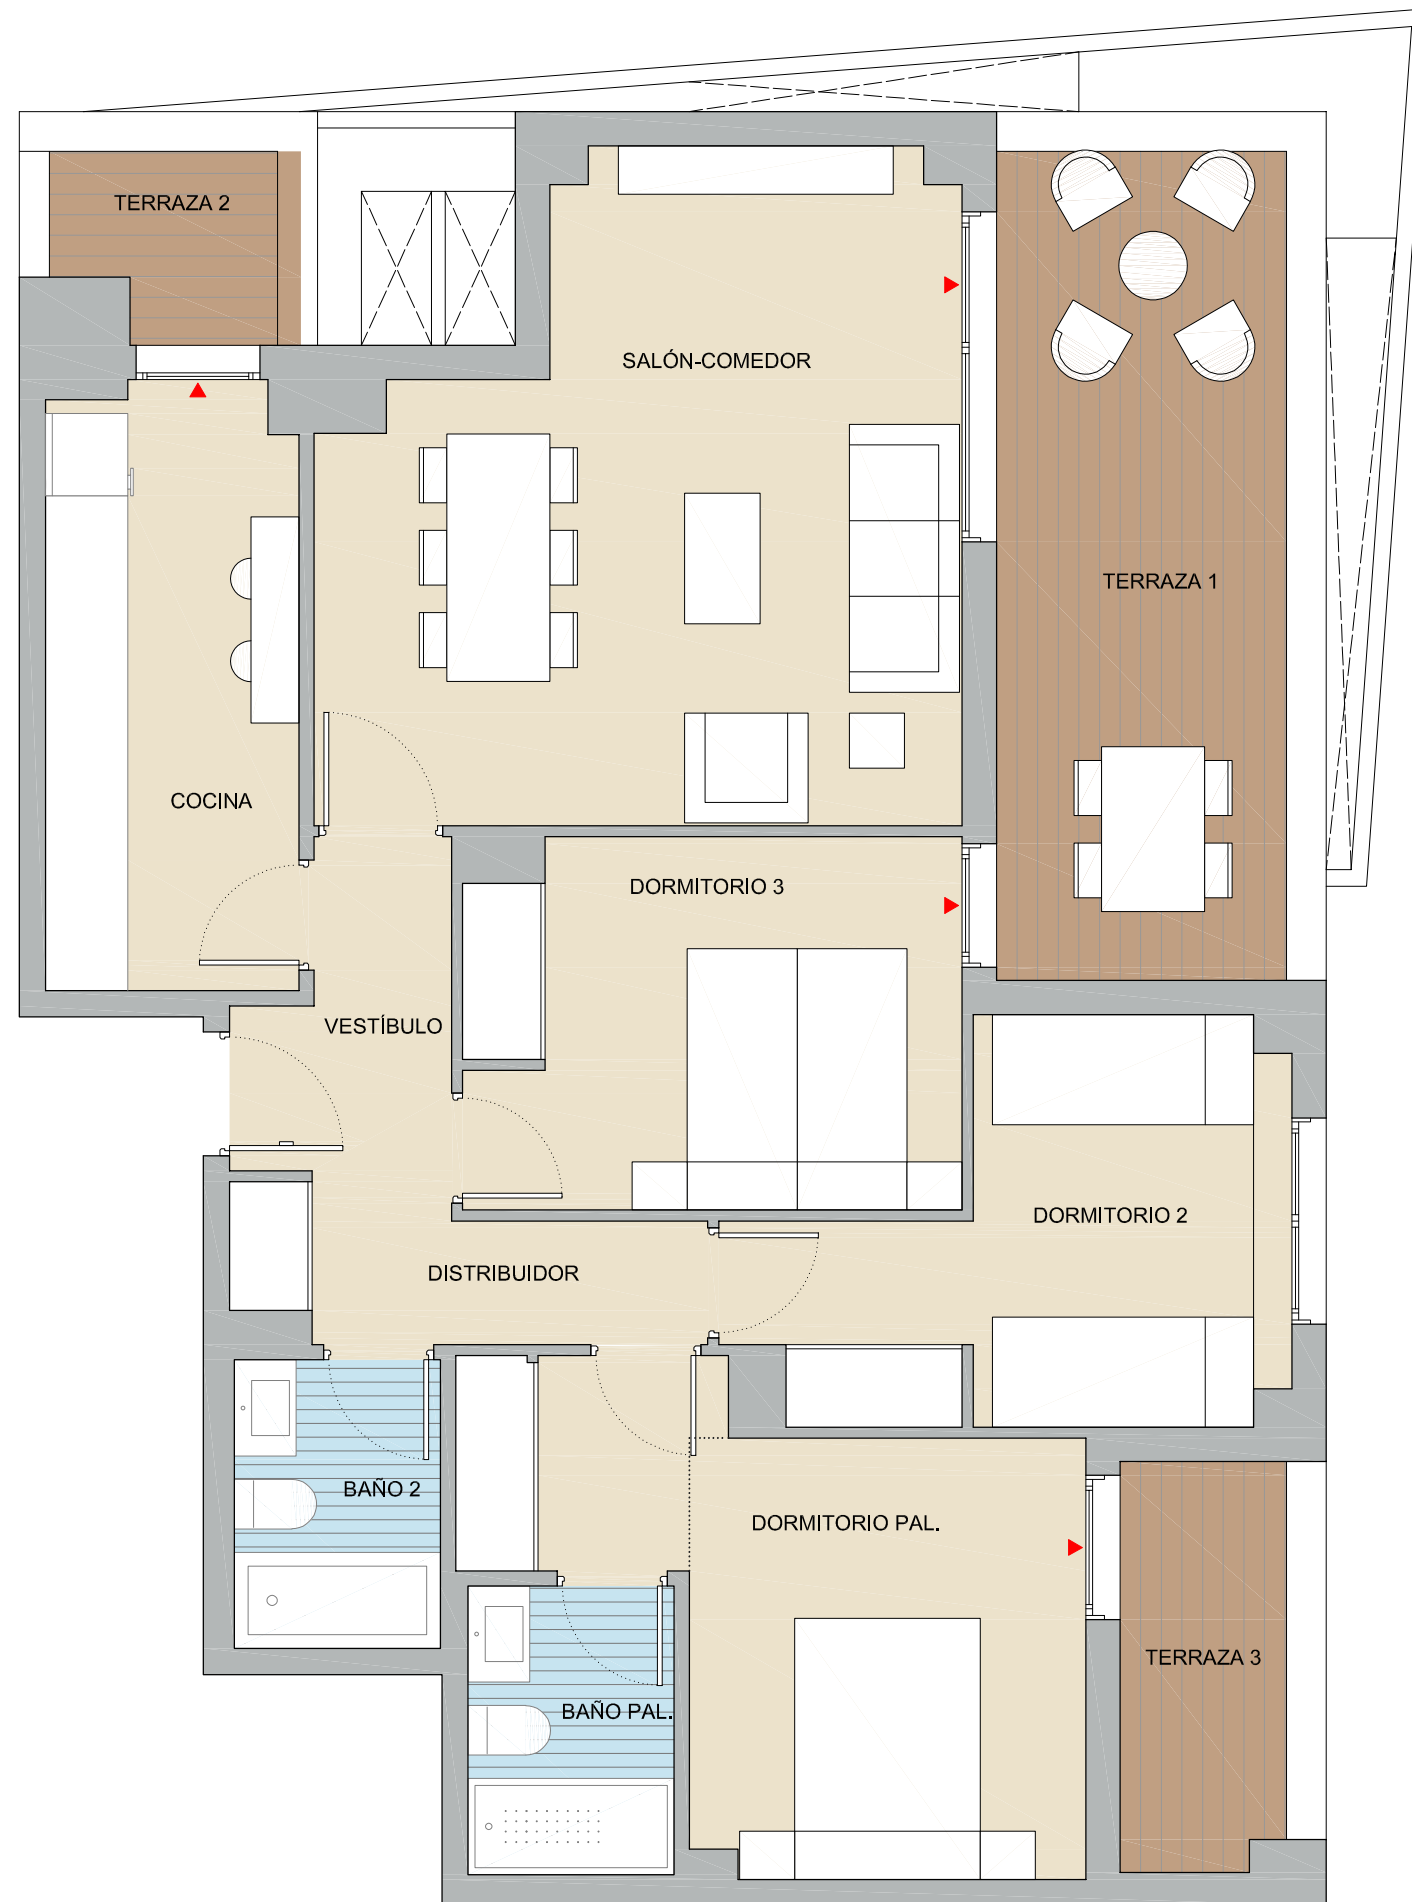 TERRAZA 2
SALÓN-COMEDOR
TERRAZA 1
COCINA
DORMITORIO 3
VESTÍBULO
DORMITORIO 2
DISTRIBUIDOR
BAÑO 2
DORMITORIO PAL.
TERRAZA 3
BAÑO PAL.